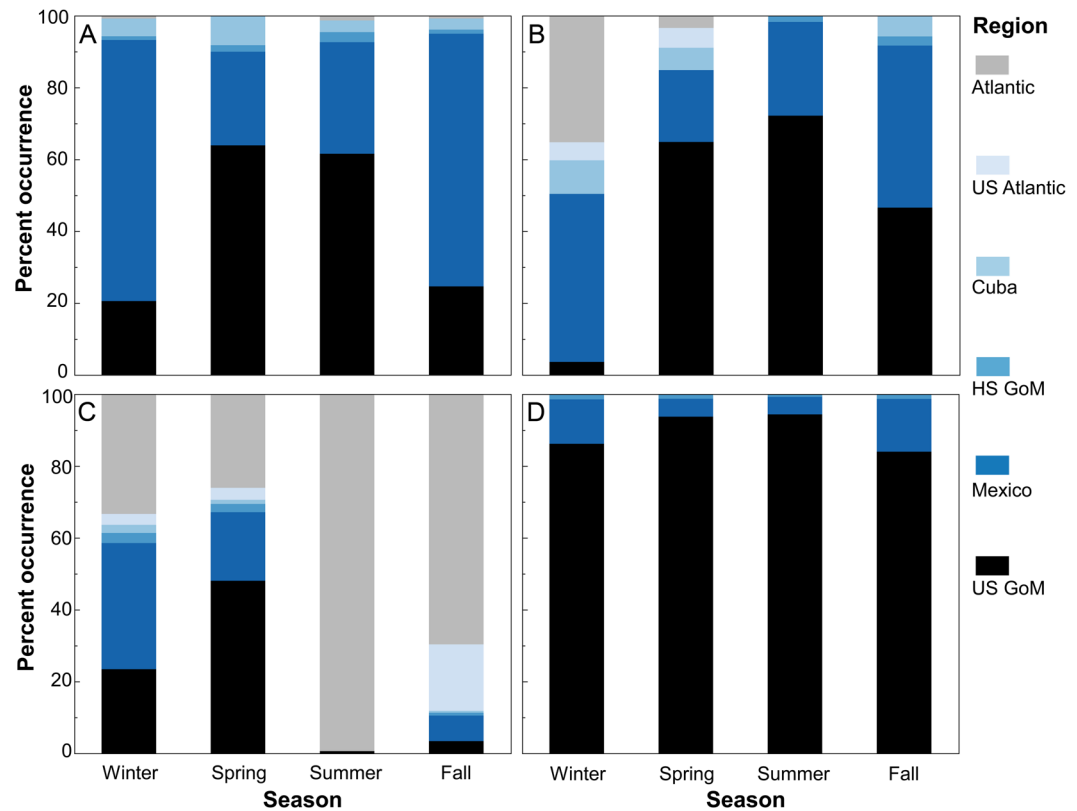 A
B
Region
100
80
60
40
20
0
Percent occurrence
Atlantic
US Atlantic
Cuba
HS GoM
Mexico
US GoM
C
D
100
80
60
40
20
0
Percent occurrence
Winter Spring Summer Fall
Winter Spring Summer Fall
Season
Season